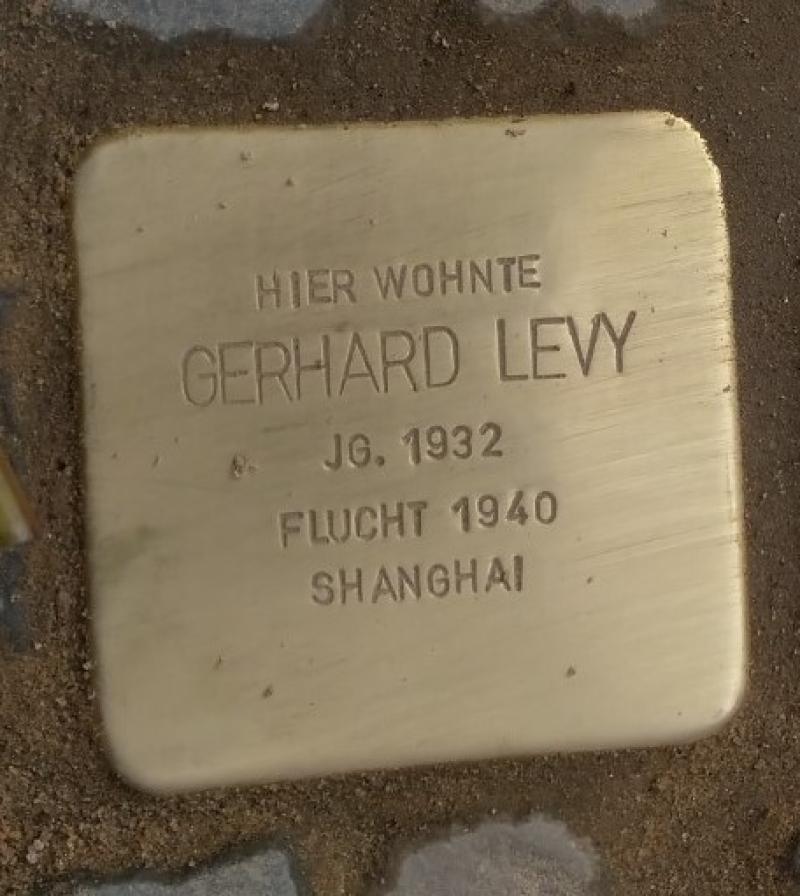 HIER WOHNTE
GERHARD LEVY
JG. 1932
FLUCHT 1940
SHANGHAI